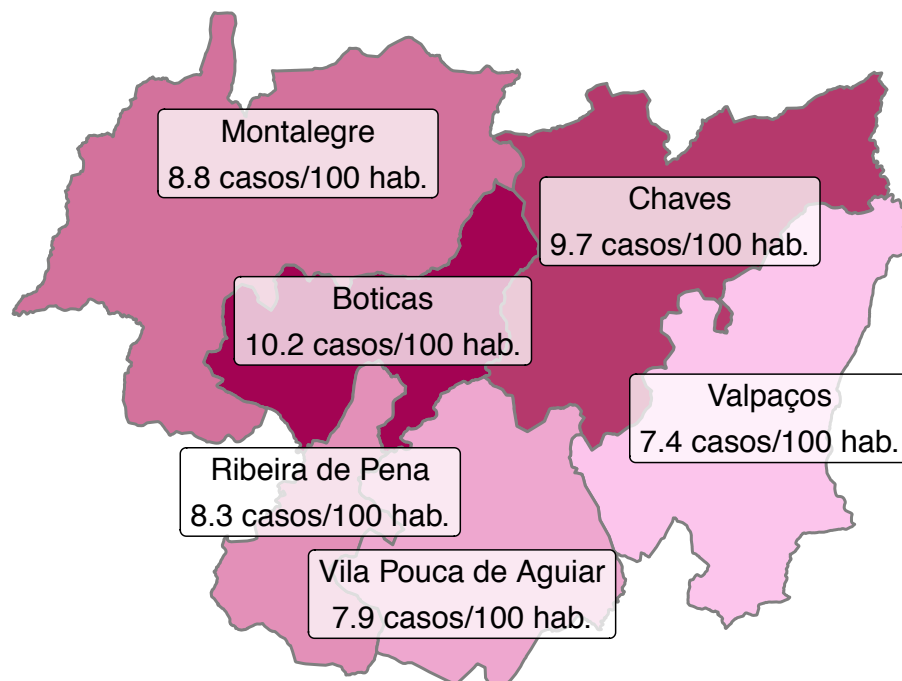 Montalegre
8.8 casos/100 hab.
Chaves
9.7 casos/100 hab.
Boticas
10.2 casos/100 hab.
Valpaços
7.4 casos/100 hab.
Ribeira de Pena
8.3 casos/100 hab.
Vila Pouca de Aguiar
7.9 casos/100 hab.